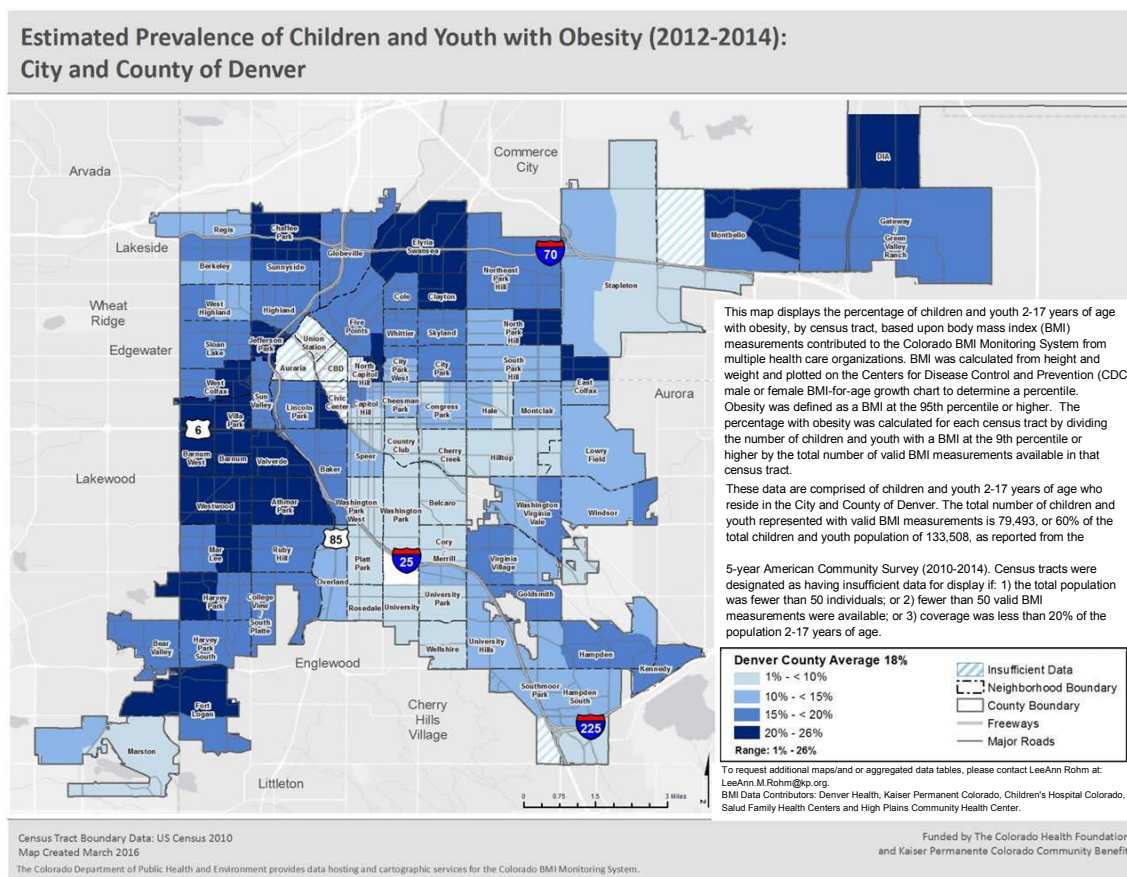 Estimated Prevalence of Children and Youth with Obesity (2012-2014):
City and County of Denver
Commerce
City
Arvada
DIA
Regis
Chaffee
Park
Elyria
Swansea
Gateway
-
Green
Valley
Ranch
Montbello
Lakeside
Globeville
70
Berkeley
Sunnyside
Northeast
Park
Hill
Stapleton
Wheat
Ridge
West
Highland
Highland
Cole
Clayton
Five
Points
Whittier
Skyland
North
Park
Hill
Edgewater
Sloan
Lake
Jefferson
Park
Union
Station
Auraria
CBD
North
Capitol
Hill
City
Park
West
City
Park
South
Park
Hill
East
Colfax
West
Colfax
Sun
Valley
Lincoln
Park
Civic
Center
Capitol
Hill
Cheesman
Park
Congress
Park
Hale
Montclair
Aurora
Villa
Park
6
Barnum
West
Barnum
Valverde
Baker
Speer
Country
Club
Cherry
Creek
Hilltop
Lowry
Field
Lakewood
Westwood
Athmar
Park
Washington
Park
West
Washington
Park
Belcaro
Washington
Virginia
Vale
Windsor
85
25
Mar
Lee
Ruby
Hill
Platt
Park
Cory
-
Merrill
Virginia
Village
Overland
Harvey
Park
College
View
-
South
Platte
Rosedale
University
University
Park
Goldsmith
Bear
Valley
Harvey
Park
South
Wellshire
University
Hills
Hampden
Kennedy
Englewood
Southmoor
Park
Hampden
South
Fort
Logan
Cherry
Hills
Village
225
Marston
Littleton
0 0.75 1.5 3 Miles
N
This map displays the percentage of children and youth 2-17 years of age
with obesity, by census tract, based upon body mass index (BMI)
measurements contributed to the Colorado BMI Monitoring System from
multiple health care organizations. BMI was calculated from height and
weight and plotted on the Centers for Disease Control and Prevention (CDC
male or female BMI-for-age growth chart to determine a percentile.
Obesity was defined as a BMI at the 95th percentile or higher. The
percentage with obesity was calculated for each census tract by dividing
the number of children and youth with a BMI at the 9th percentile or
higher by the total number of valid BMI measurements available in that
census tract.
These data are comprised of children and youth 2-17 years of age who
reside in the City and County of Denver. The total number of children and
youth represented with valid BMI measurements is 79,493, or 60% of the
total children and youth population of 133,508, as reported from the
5-year American Community Survey (2010-2014). Census tracts were
designated as having insufficient data for display if: 1) the total population
was fewer than 50 individuals; or 2) fewer than 50 valid BMI
measurements were available; or 3) coverage was less than 20% of the
population 2-17 years of age.
Denver County Average 18%
1% - < 10%
10% - < 15%
15% - < 20%
20% - 26%
Range: 1% - 26%
Insufficient Data
Neighborhood Boundary
County Boundary
Freeways
Major Roads
To request additional maps/and or aggregated data tables, please contact LeeAnn Rohm at:
LeeAnn.M.Rohm@kp.org.
BMI Data Contributors: Denver Health, Kaiser Permanent Colorado, Children's Hospital Colorado,
Salud Family Health Centers and High Plains Community Health Center.
Census Tract Boundary Data: US Census 2010
Map Created March 2016
The Colorado Department of Public Health and Environment provides data hosting and cartographic services for the Colorado BMI Monitoring System.
Funded by The Colorado Health Foundation
and Kaiser Permanente Colorado Community Benefit